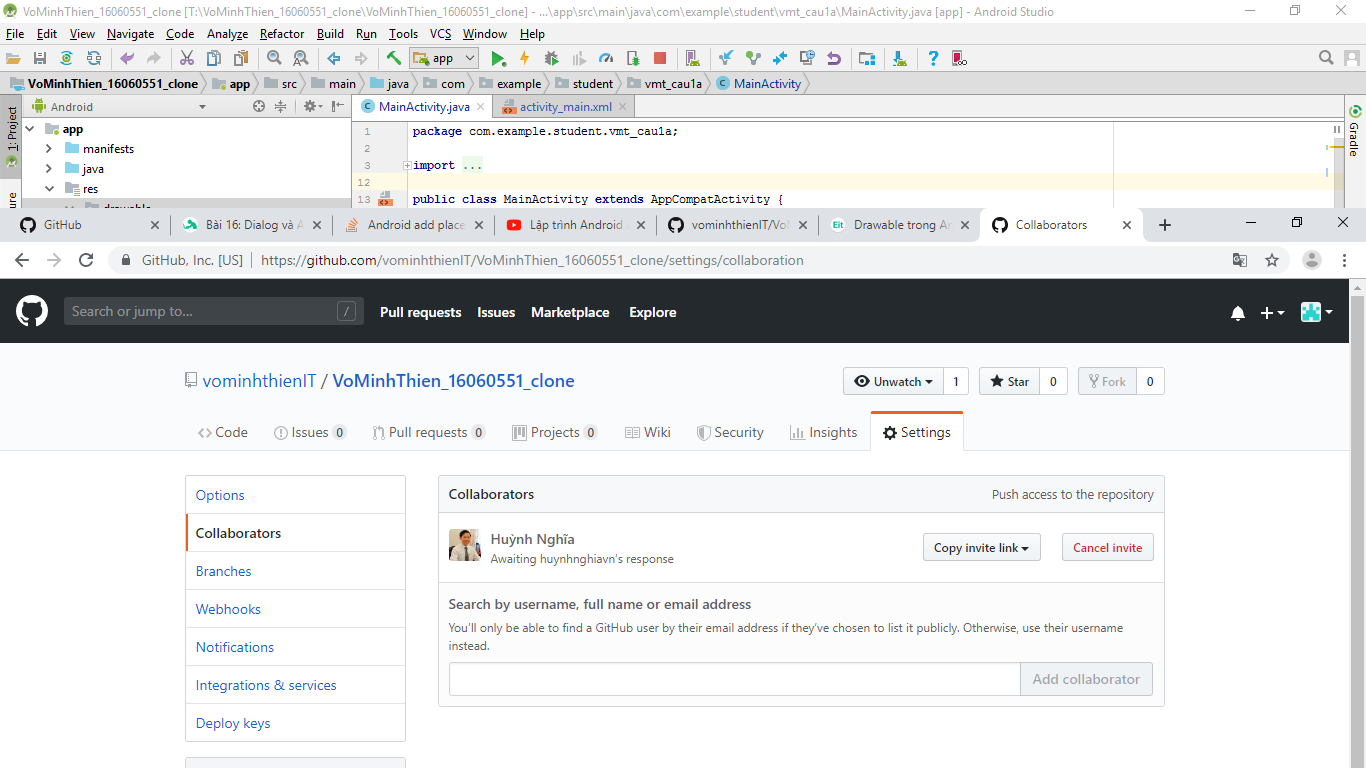 VoMinhThien_16060551_clone [T:\VoMinhThien_16060551_clone\VoMinhThien_16060551_clone] - ...\app\src\main\java\com\example\student\vmt_cau1a\MainActivity.java [app] - Android Studio
File Edit View Navigate Code Analyze Refactor Build Run Tools VCS Window Help
app
VoMinhThien_16060551_clone app src main java com example student vmt_cau1a MainActivity
1: Project
Android
MainActivity.java
activity_main.xml
Gradle
app
manifests
java
res
1 package com.example.student.vmt_cau1a;
2
3 import ...
12
13 public class MainActivity extends AppCompatActivity {
GitHub
Bài 16: Dialog và A
Android add place
Lập trình Android
vominhthienIT/Vo
Drawable trong
Collaborators
GitHub, Inc. [US] https://github.com/vominhthienIT/VoMinhThien_16060551_clone/settings/collaboration
Search or jump to... /
Pull requests Issues Marketplace Explore
vominhthienIT / VoMinhThien_16060551_clone
Unwatch 1 Star 0 Fork 0
Code Issues 0 Pull requests 0 Projects 0 Wiki Security Insights Settings
Options
Collaborators
Branches
Webhooks
Notifications
Integrations & services
Deploy keys
Collaborators Push access to the repository
Huỳnh Nghĩa
Awaiting huynhnghiavn's response
Copy invite link Cancel invite
Search by username, full name or email address
You'll only be able to find a GitHub user by their email address if they've chosen to list it publicly. Otherwise, use their username
instead.
Add collaborator